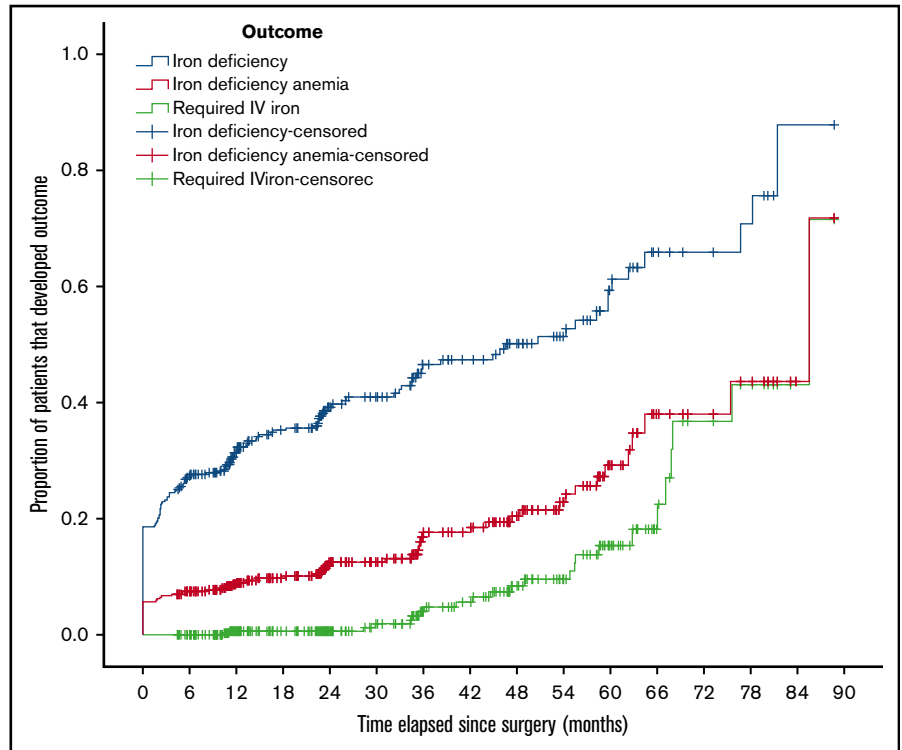 Outcome
Iron deficiency
Iron deficiency anemia
Required IV iron
Iron deficiency-censored
Iron deficiency anemia-censored
Required IViron-censorec
Proportion of patients that developed outcome
1.0
0.8
0.6
0.4
0.2
0.0
0 6 12 18 24 30 36 42 48 54 60 66 72 78 84 90
Time elapsed since surgery (months)